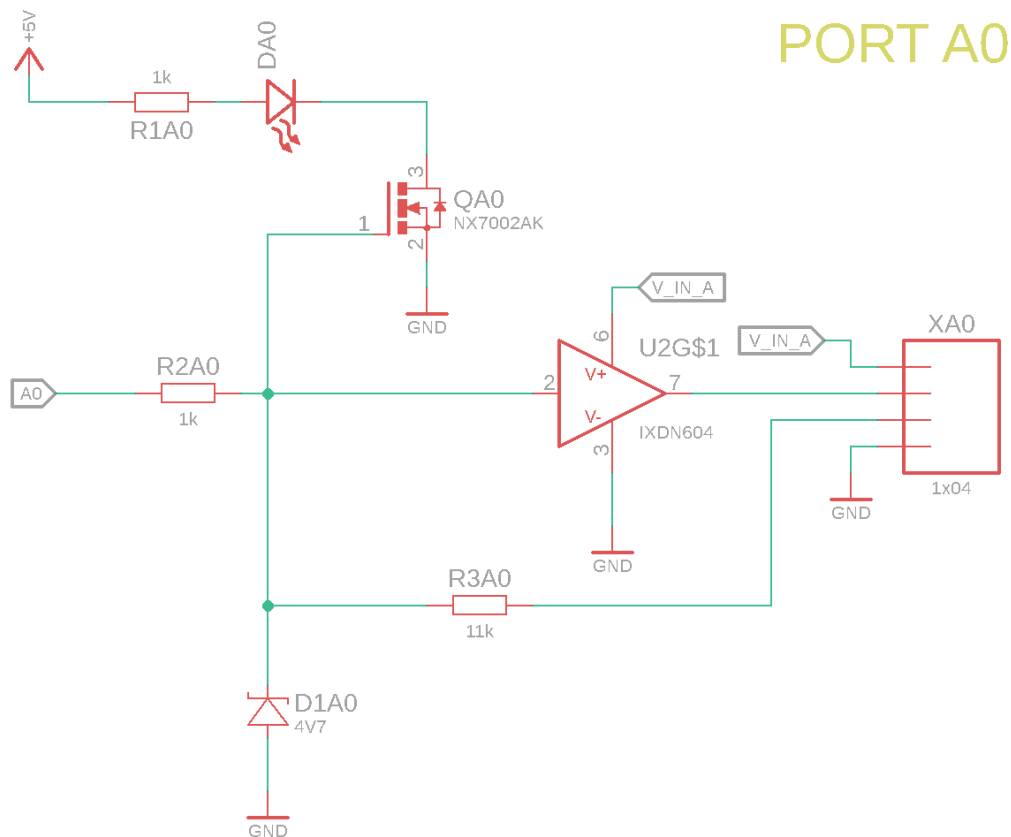 +5V
PORT A0
DA0
1k
R1A0
3
QA0
NX7002AK
1
2
GND
V_IN_A
V_IN_A
XA0
6
U2G$1
R2A0
A0
2
V+
7
1k
V-
IXDN604
3
1x04
GND
GND
R3A0
11k
D1A0
4V7
GND